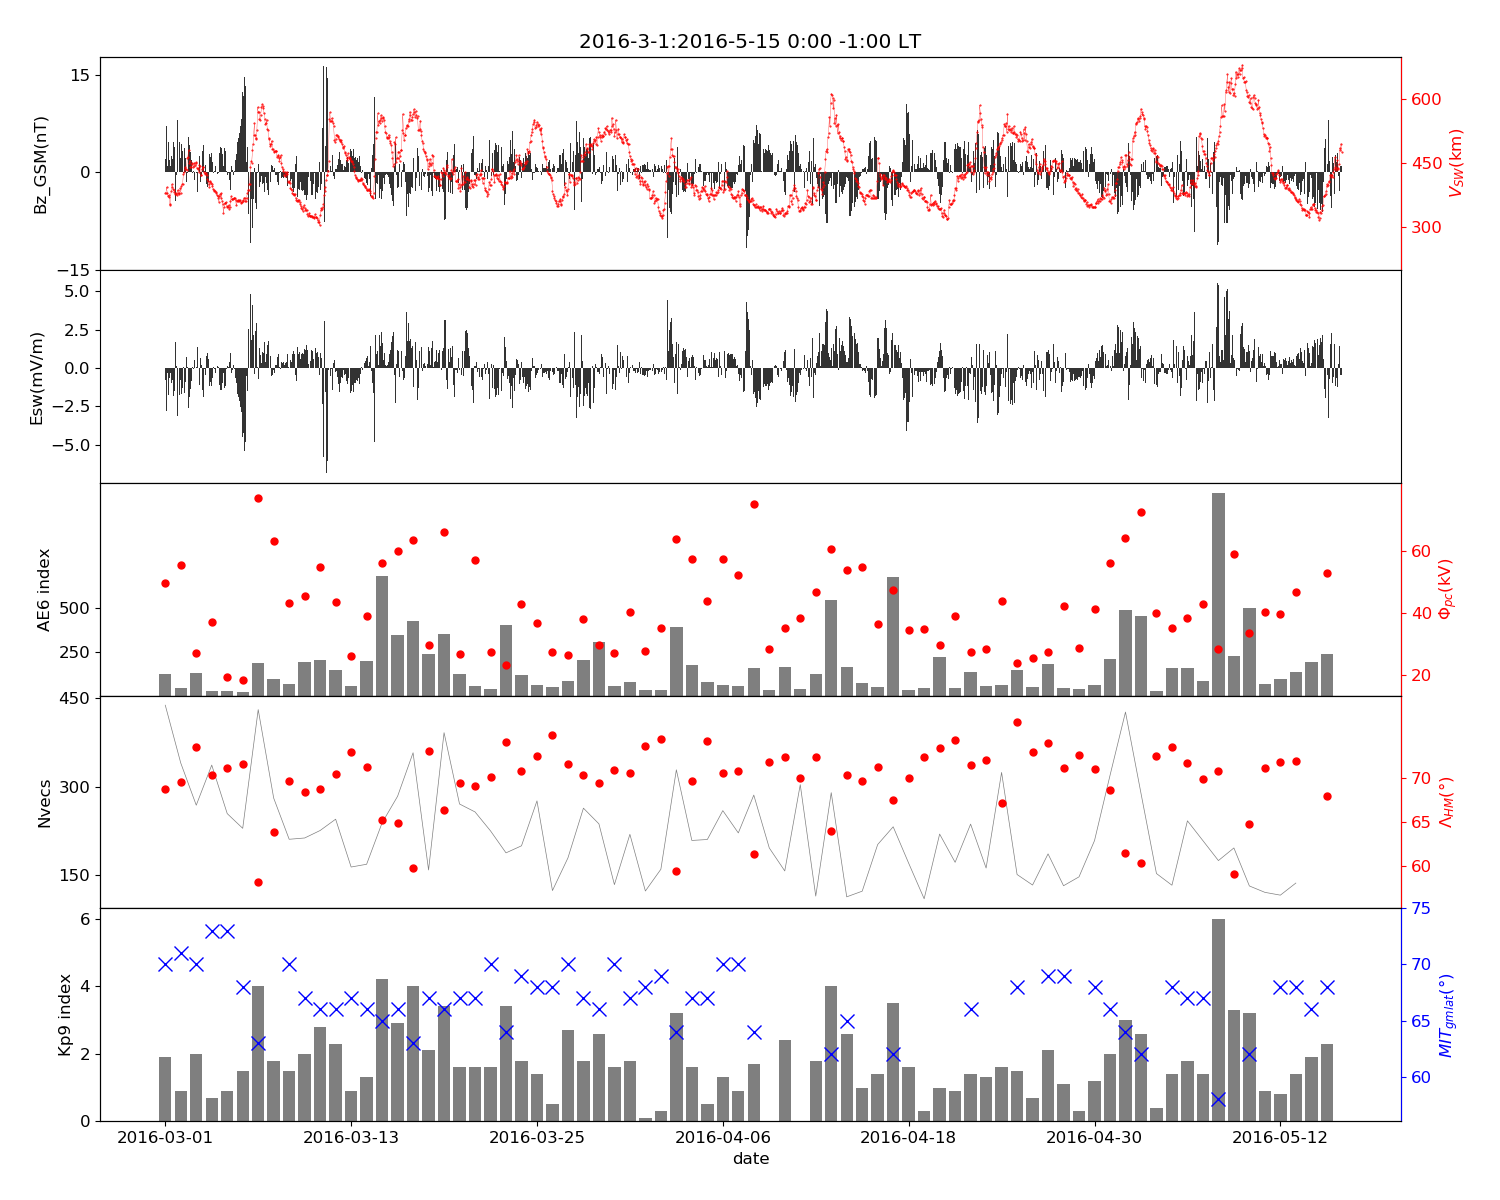 2016-3-1:2016-5-15 0:00 -1:00 LT
Bz_GSM(nT)
15
0
−15
600
450
300
V_SW(km)
Esw(mV/m)
5.0
2.5
0.0
−2.5
−5.0
AE6 index
500
250
60
40
20
Φ_pc(kV)
Nvecs
450
300
150
70
65
60
Λ_HM(°)
Kp9 index
6
4
2
0
75
70
65
60
MIT_gmlat(°)
2016-03-01 2016-03-13 2016-03-25 2016-04-06 2016-04-18 2016-04-30 2016-05-12
date